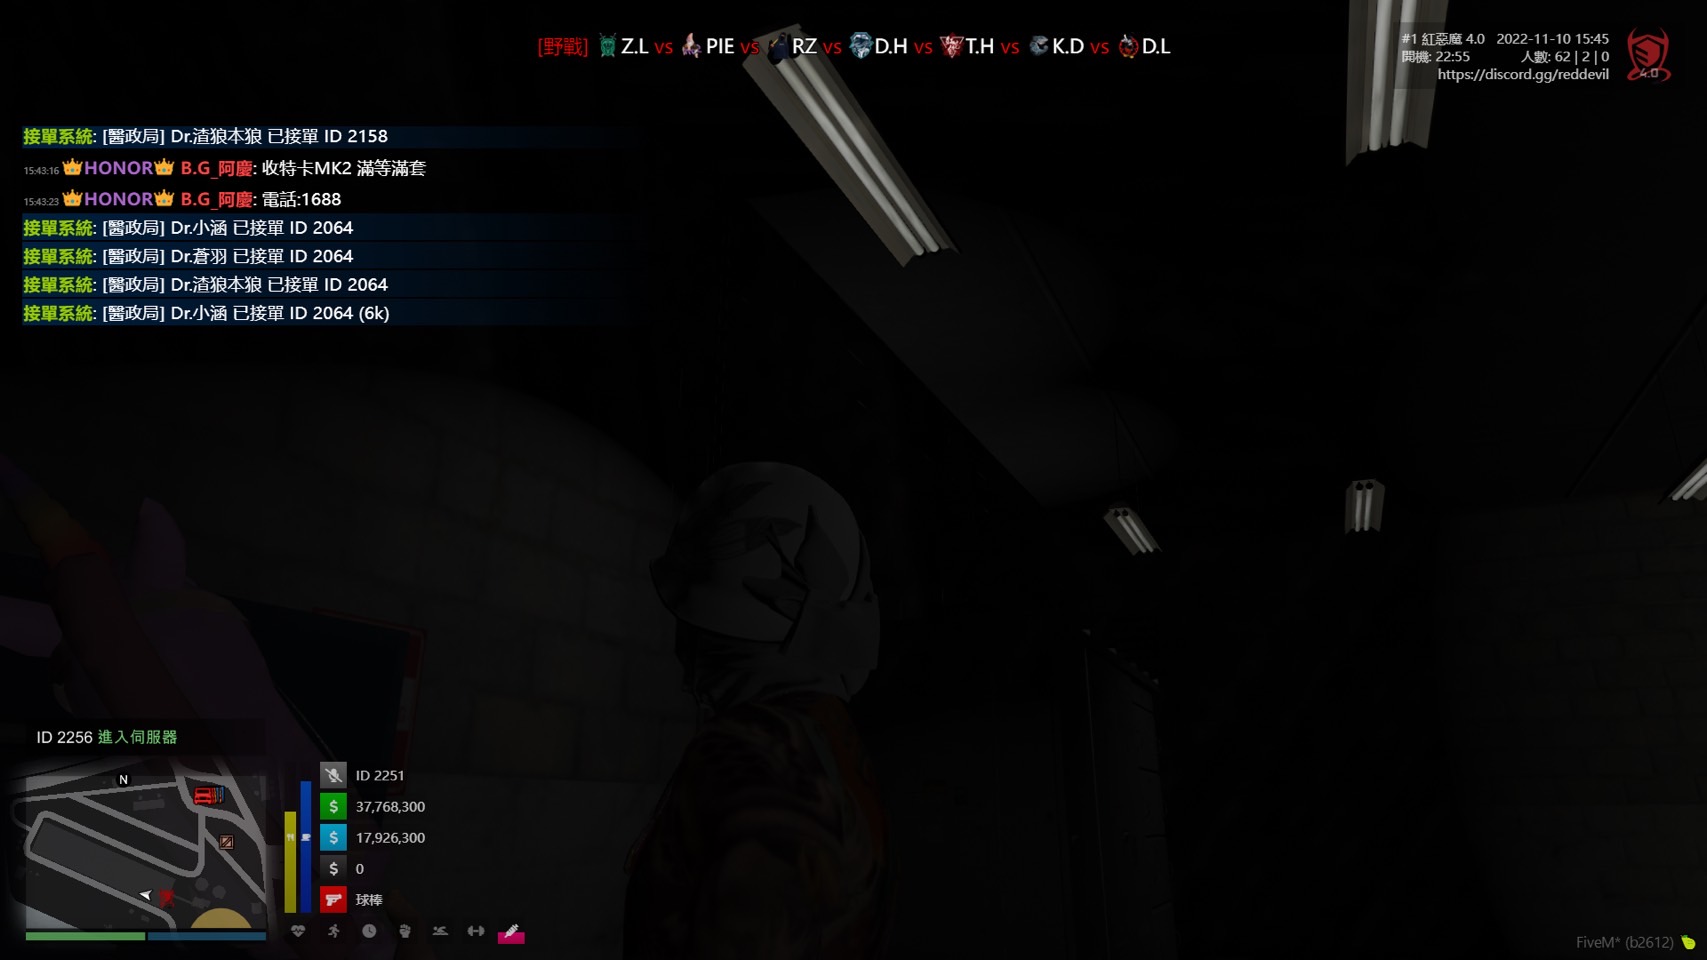 [野戰] Z.L vs PIE vs RZ vs D.H vs T.H vs K.D vs D.L
#1 紅惡魔 4.0 2022-11-10 15:45
開機: 22:55 人數: 62 | 2 | 0
https://discord.gg/reddevil
4.0
接單系統: [醫政局] Dr.渣狼本狼 已接單 ID 2158
15:43:16 👑HONOR👑 B.G_阿慶: 收特卡MK2 滿等滿套
15:43:23 👑HONOR👑 B.G_阿慶: 電話:1688
接單系統: [醫政局] Dr.小涵 已接單 ID 2064
接單系統: [醫政局] Dr.蒼羽 已接單 ID 2064
接單系統: [醫政局] Dr.渣狼本狼 已接單 ID 2064
接單系統: [醫政局] Dr.小涵 已接單 ID 2064 (6k)
ID 2256 進入伺服器
N
ID 2251
$ 37,768,300
$ 17,926,300
$ 0
球棒
FiveM* (b2612)